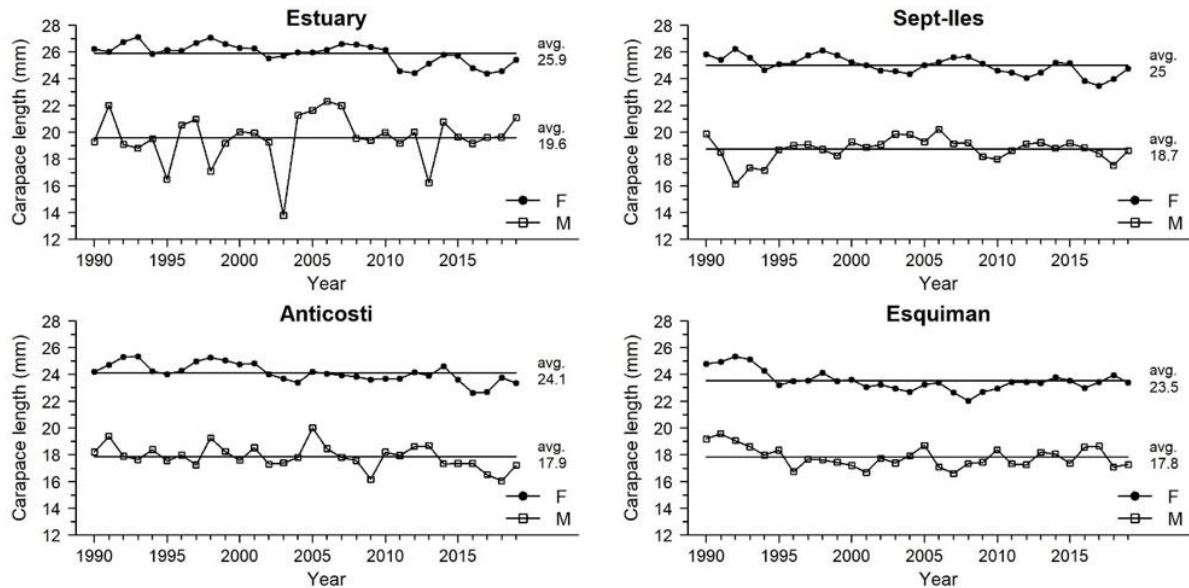 Estuary
Carapace length (mm)
28
26
24
22
20
18
16
14
12
avg.
25.9
avg.
19.6
F
M
1990 1995 2000 2005 2010 2015
Year
Sept-Iles
Carapace length (mm)
28
26
24
22
20
18
16
14
12
avg.
25
avg.
18.7
F
M
1990 1995 2000 2005 2010 2015
Year
Anticosti
Carapace length (mm)
28
26
24
22
20
18
16
14
12
avg.
24.1
avg.
17.9
F
M
1990 1995 2000 2005 2010 2015
Year
Esquiman
Carapace length (mm)
28
26
24
22
20
18
16
14
12
avg.
23.5
avg.
17.8
F
M
1990 1995 2000 2005 2010 2015
Year